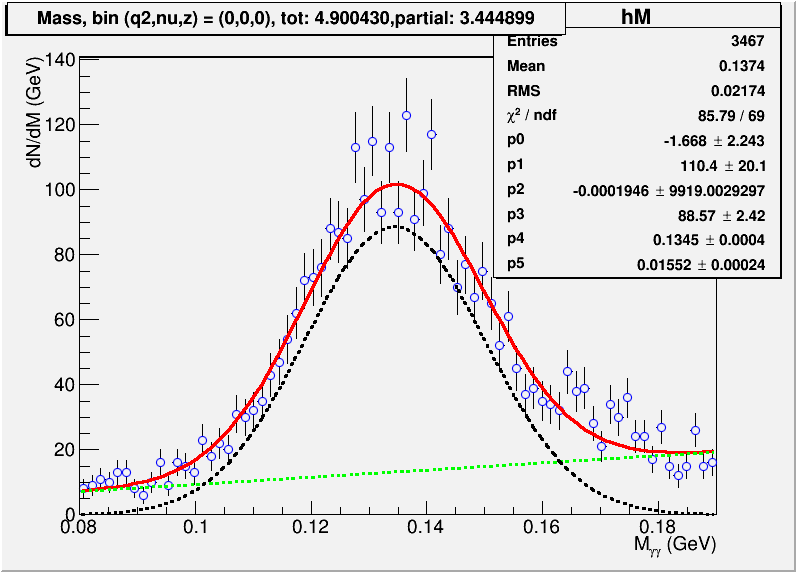 Mass, bin (q2,nu,z) = (0,0,0), tot: 4.900430,partial: 3.444899
hM
Entries 3467
Mean 0.1374
RMS 0.02174
χ² / ndf 85.79 / 69
p0 -1.668 ± 2.243
p1 110.4 ± 20.1
p2 -0.0001946 ± 9919.0029297
p3 88.57 ± 2.42
p4 0.1345 ± 0.0004
p5 0.01552 ± 0.00024
dN/dM (GeV)
140
120
100
80
60
40
20
0
0.08 0.1 0.12 0.14 0.16 0.18
Mγγ (GeV)